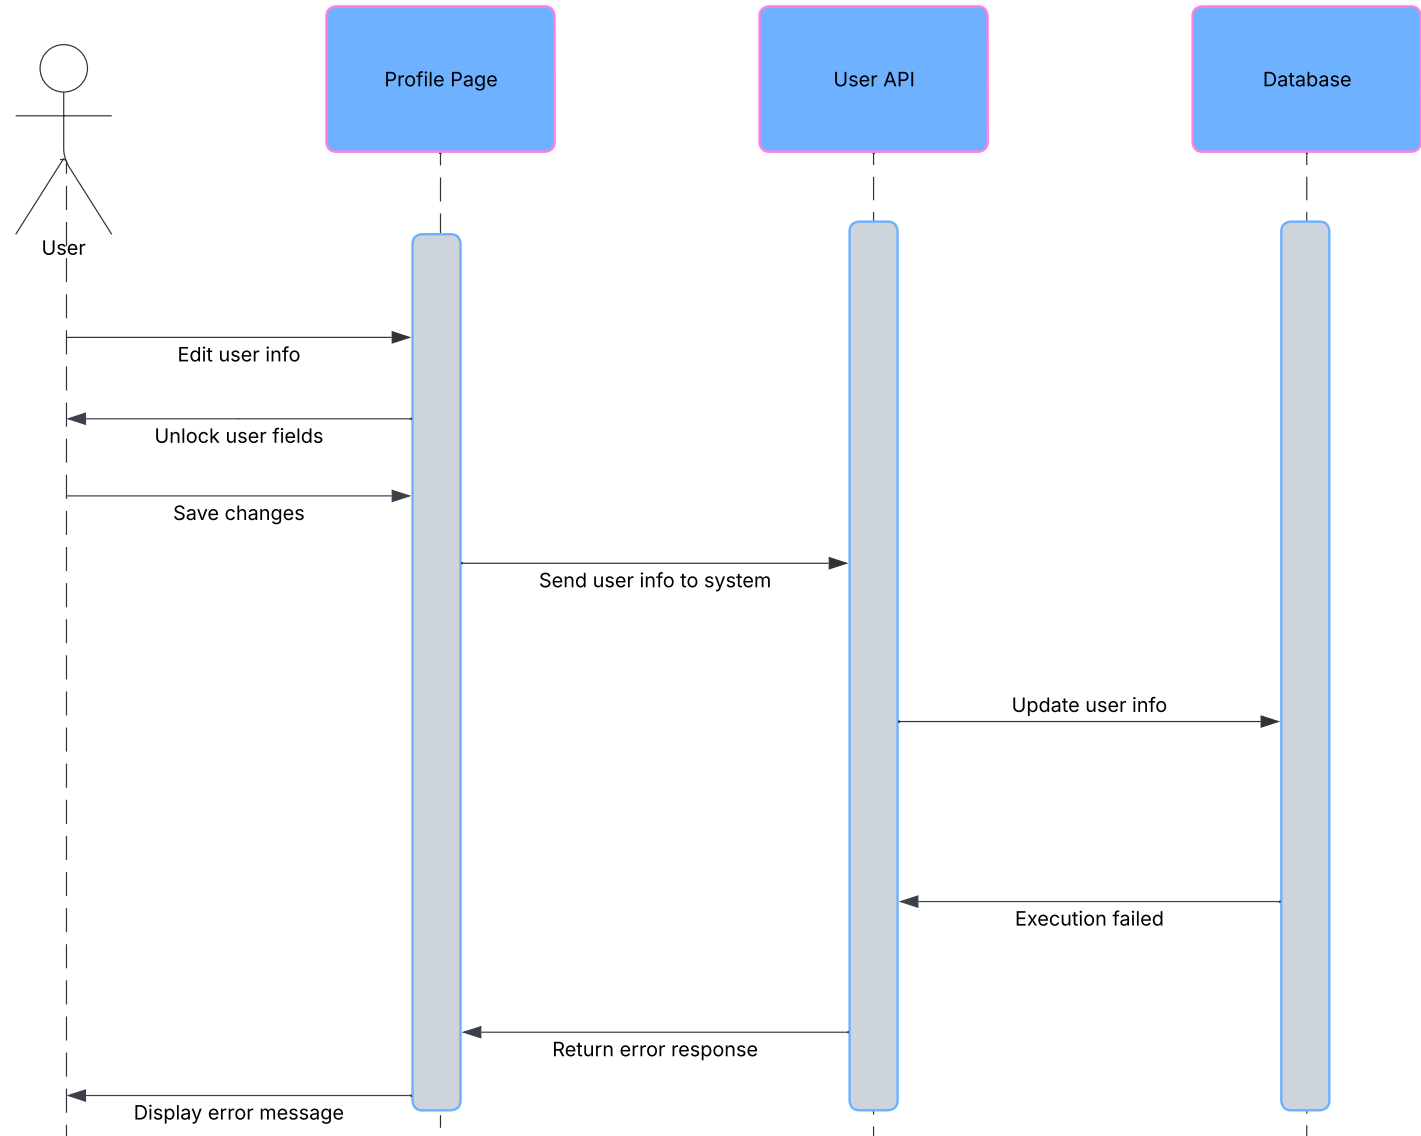 Profile Page
User API
Database
User
Edit user info
Unlock user fields
Save changes
Send user info to system
Update user info
Execution failed
Return error response
Display error message